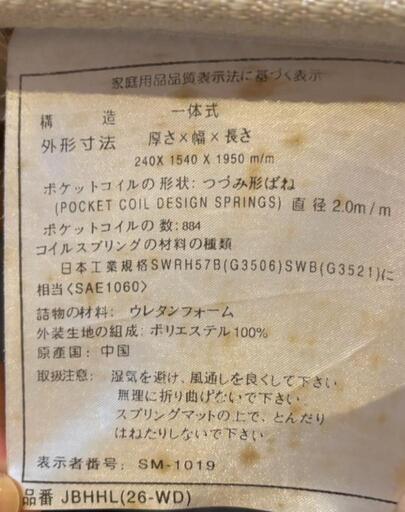 家庭用品品質表示法に基づく表示
構 造 一体式
外形寸法 厚さ×幅×長さ
240X 1540 X 1950 m/m
ポケットコイルの形状: つづみ形ばね
(POCKET COIL DESIGN SPRINGS) 直径2.0m/m
ポケットコイルの数: 884
コイルスプリングの材料の種類
日本工業規格SWRH57B(G3506)SWB(G3521)に
相当<SAE1060>
詰物の材料: ウレタンフォーム
外装生地の組成: ポリエステル100%
原産国: 中国
取扱注意: 湿気を避け、風通しを良くして下さい
無理に折り曲げないで下さい
スプリングマットの上で、とんだり
はねたりしないで下さい
表示者番号: SM-1019
品番 JBHHL(26-WD)